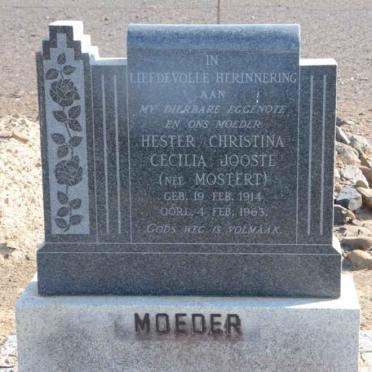 IN
LIEFDEVOLLE HERINNERING
AAN
MY DIERBARE EGGENOTE
EN ONS MOEDER
HESTER CHRISTINA
CECILIA JOOSTE
(NEE MOSTERT)
GEB. 19 FEB. 1914
OORL. 4 FEB. 1963.
GODS WEG IS VOLMAAK.
MOEDER